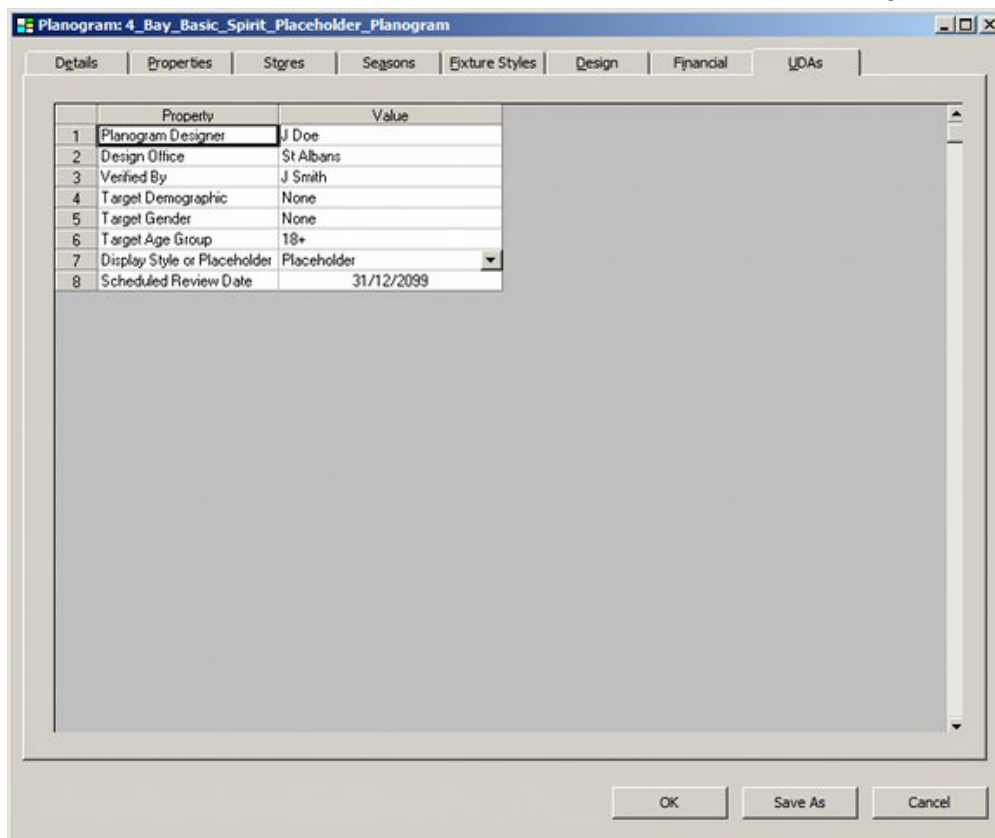 Planogram: 4_Bay_Basic_Spirit_Placeholder_Planogram
Details Properties Stores Seasons Fixture Styles Design Financial UDAs
Property Value
1 Planogram Designer J Doe
2 Design Office St Albans
3 Verified By J Smith
4 Target Demographic None
5 Target Gender None
6 Target Age Group 18+
7 Display Style or Placeholder Placeholder
8 Scheduled Review Date 31/12/2099
OK Save As Cancel